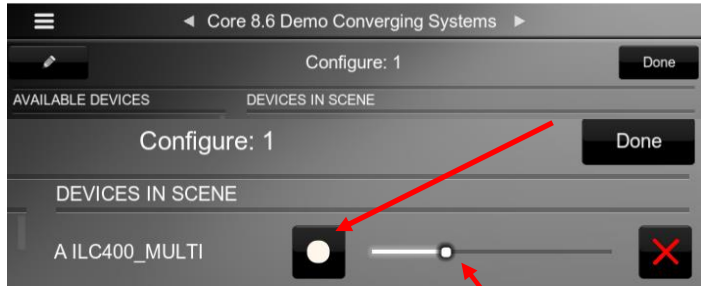 Core 8.6 Demo Converging Systems
Configure: 1 Done
AVAILABLE DEVICES DEVICES IN SCENE
Configure: 1 Done
DEVICES IN SCENE
A ILC400_MULTI